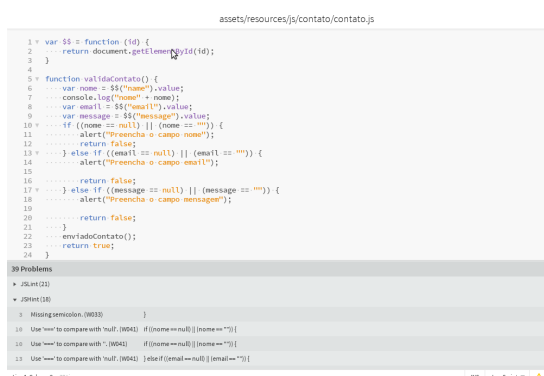 assets/resources/js/contato/contato.js
1 var $$ = function (id) {
2 return document.getElementById(id);
3 }
4
5 function validaContato() {
6 var nome = $$("name").value;
7 console.log("nome" + nome);
8 var email = $$("email").value;
9 var message = $$("message").value;
10 if ((nome == null) || (nome == "")) {
11 alert("Preencha o campo nome");
12 return false;
13 } else if ((email == null) || (email == "")) {
14 alert("Preencha o campo email");
15
16 return false;
17 } else if ((message == null) || (message == "")) {
18 alert("Preencha o campo mensagem");
19
20 return false;
21 }
22 enviadoContato();
23 return true;
24 }
39 Problems
JSLint (21)
JSHint (18)
3 Missing semicolon. (W033) }
10 Use '===' to compare with 'null'. (W041) if ((nome == null) || (nome == "")) {
10 Use '===' to compare with ''. (W041) if ((nome == null) || (nome == "")) {
13 Use '===' to compare with 'null'. (W041) } else if ((email == null) || (email == "")) {